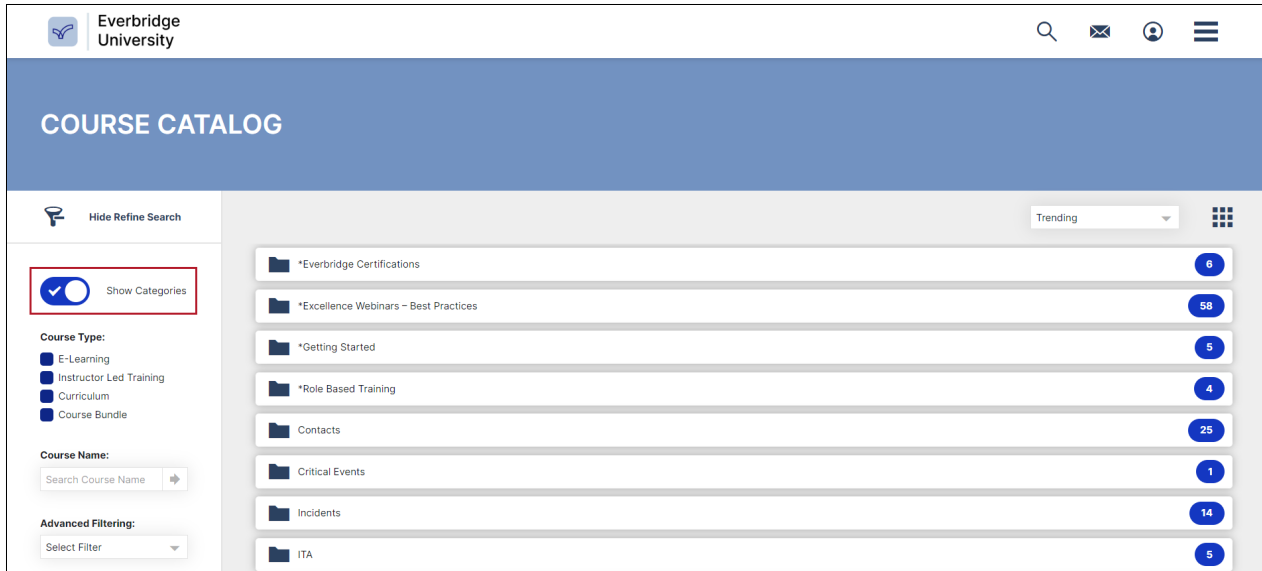 Everbridge
University
COURSE CATALOG
Hide Refine Search
Trending
Show Categories
Course Type:
E-Learning
Instructor Led Training
Curriculum
Course Bundle
Course Name:
Search Course Name
Advanced Filtering:
Select Filter
*Everbridge Certifications 6
*Excellence Webinars – Best Practices 58
*Getting Started 5
*Role Based Training 4
Contacts 25
Critical Events 1
Incidents 14
ITA 5